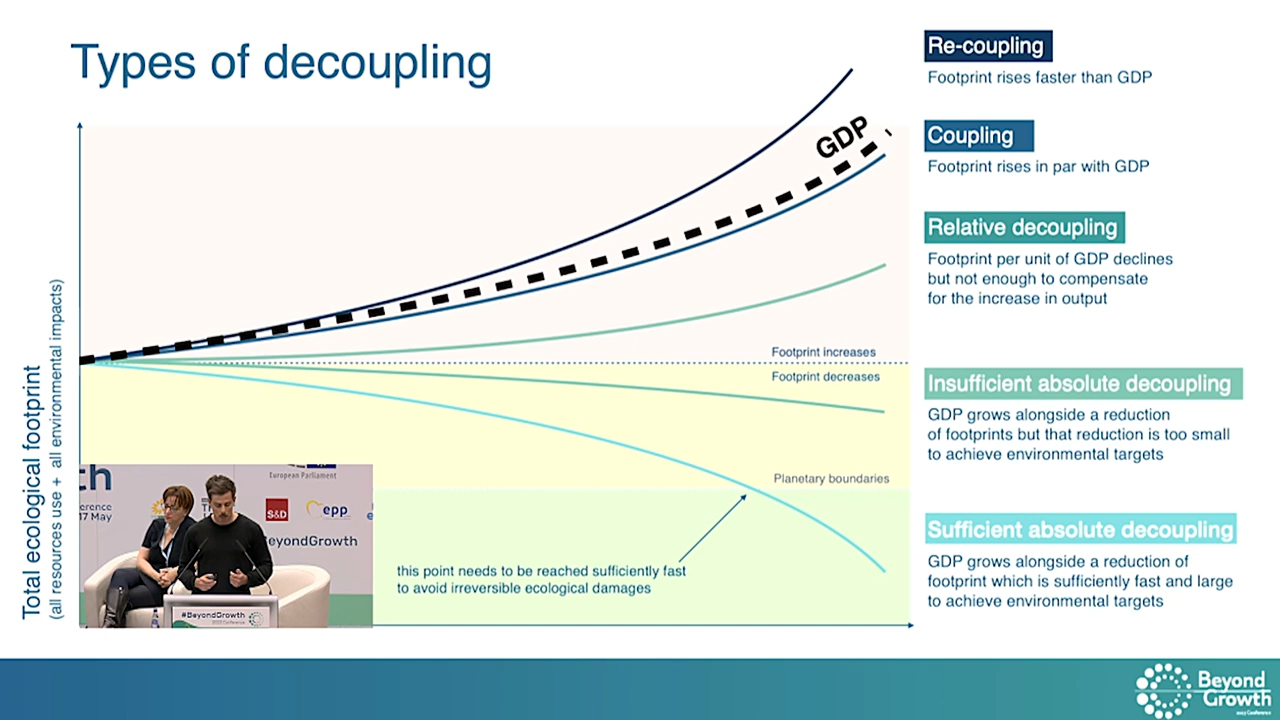 Types of decoupling
Re-coupling
Footprint rises faster than GDP
Coupling
Footprint rises in par with GDP
Relative decoupling
Footprint per unit of GDP declines
but not enough to compensate
for the increase in output
Insufficient absolute decoupling
GDP grows alongside a reduction
of footprints but that reduction is too small
to achieve environmental targets
Sufficient absolute decoupling
GDP grows alongside a reduction of
footprint which is sufficiently fast and large
to achieve environmental targets
GDP
Footprint increases
Footprint decreases
Planetary boundaries
this point needs to be reached sufficiently fast
to avoid irreversible ecological damages
Total ecological footprint
(all resources use + all environmental impacts)
th
European Parliament
17 May
S&D
epp
eyondGrowth
#BeyondGrowth
Beyond
Growth
2023 Conference